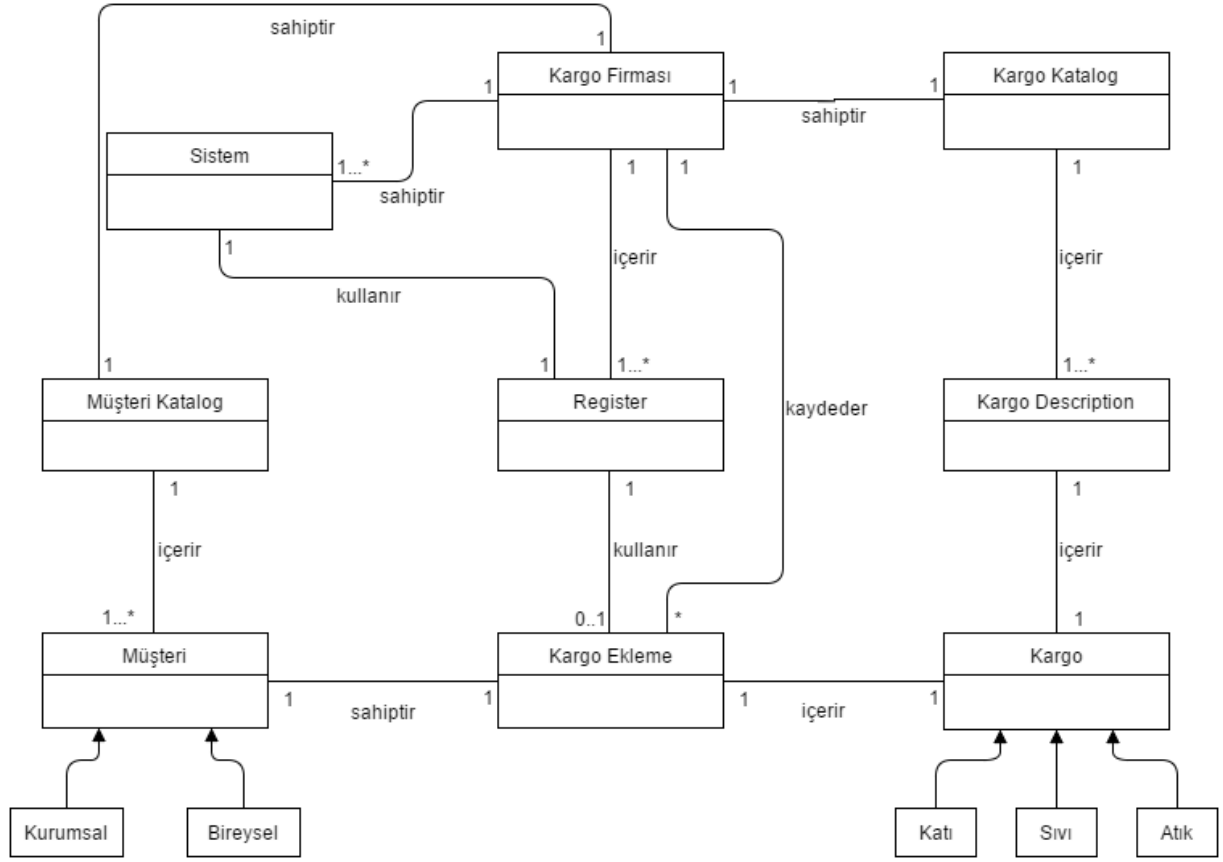 sahiptir
1
Kargo Firması
Kargo Katalog
1
1
1
sahiptir
Sistem
1...*
sahiptir
1
1
1
1
içerir
içerir
kullanır
1
1
1...*
1...*
Müşteri Katalog
Register
kaydeder
Kargo Description
1
1
1
içerir
kullanır
içerir
1...*
0..1
*
1
Müşteri
Kargo Ekleme
Kargo
1
sahiptir
1
1
içerir
1
Kurumsal
Bireysel
Katı
Sıvı
Atık